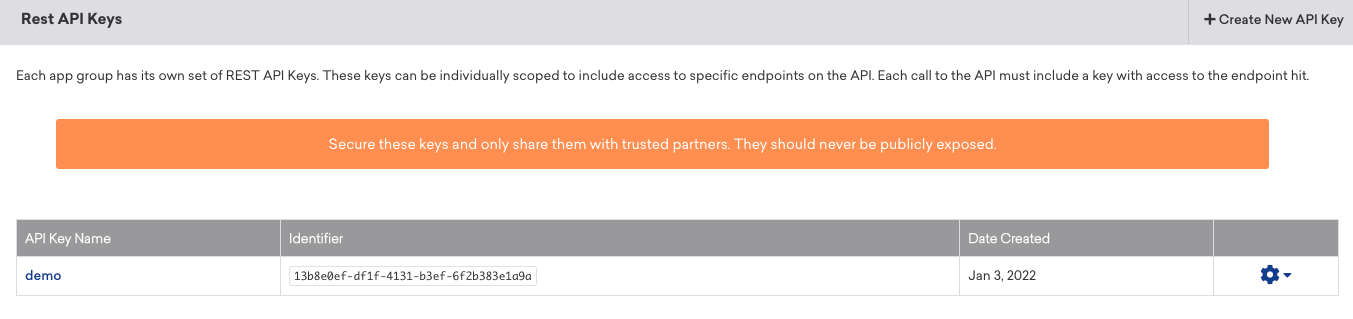 Rest API Keys
+ Create New API Key
Each app group has its own set of REST API Keys. These keys can be individually scoped to include access to specific endpoints on the API. Each call to the API must include a key with access to the endpoint hit.
Secure these keys and only share them with trusted partners. They should never be publicly exposed.
API Key Name Identifier Date Created
demo 13b8e0ef-df1f-4131-b3ef-6f2b383e1a9a Jan 3, 2022